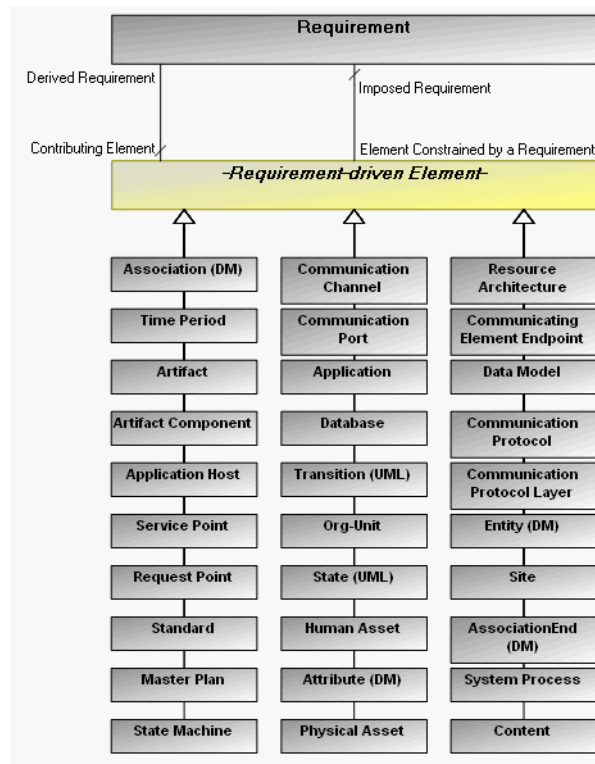 Requirement
Derived Requirement
Imposed Requirement
Contributing Element
Element Constrained by a Requirement
Requirement-driven Element
Association (DM)
Time Period
Artifact
Artifact Component
Application Host
Service Point
Request Point
Standard
Master Plan
State Machine
Communication
Channel
Communication
Port
Application
Database
Transition (UML)
Org-Unit
State (UML)
Human Asset
Attribute (DM)
Physical Asset
Resource
Architecture
Communicating
Element Endpoint
Data Model
Communication
Protocol
Communication
Protocol Layer
Entity (DM)
Site
AssociationEnd
(DM)
System Process
Content